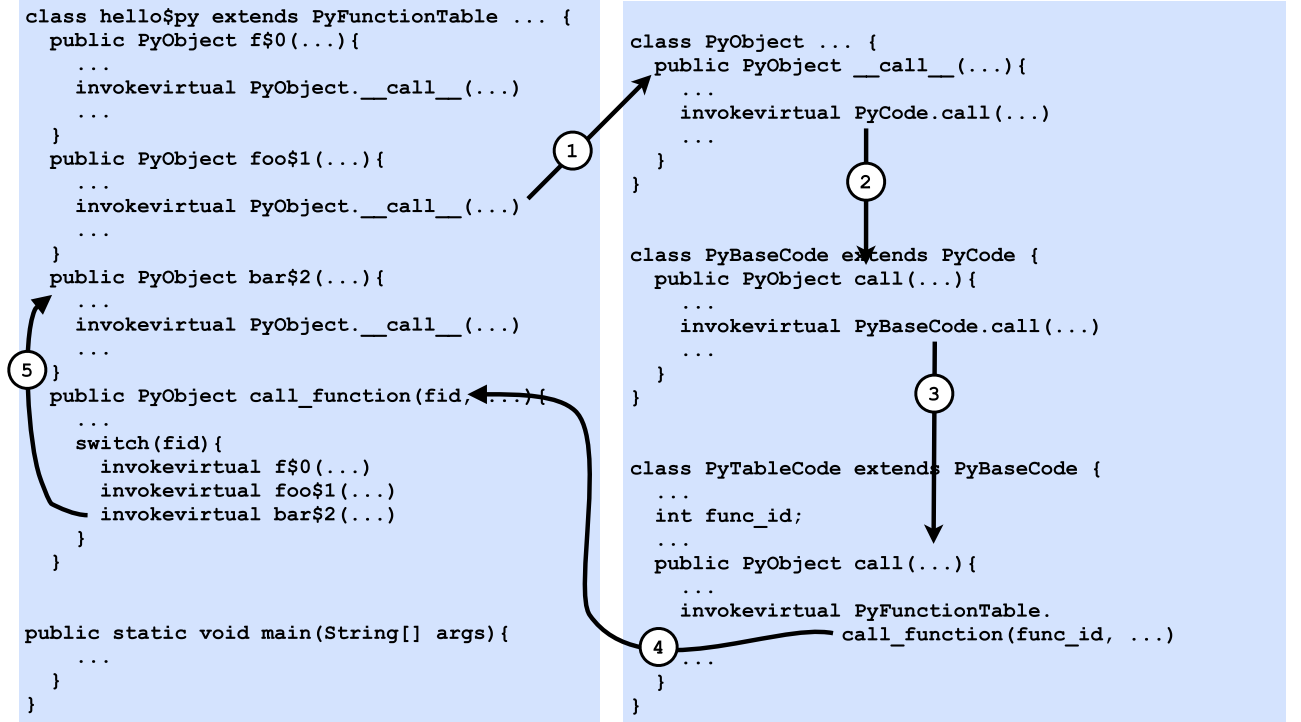 class hello$py extends PyFunctionTable ... {
public PyObject f$0(...){
...
invokevirtual PyObject.__call__(...)
...
}
public PyObject foo$1(...){
...
invokevirtual PyObject.__call__(...)
...
}
public PyObject bar$2(...){
...
invokevirtual PyObject.__call__(...)
...
}
public PyObject call_function(fid, ...){
...
switch(fid){
invokevirtual f$0(...)
invokevirtual foo$1(...)
invokevirtual bar$2(...)
}
}
public static void main(String[] args){
...
}
}
class PyObject ... {
public PyObject __call__(...){
...
invokevirtual PyCode.call(...)
...
}
}
class PyBaseCode extends PyCode {
public PyObject call(...){
...
invokevirtual PyBaseCode.call(...)
...
}
}
class PyTableCode extends PyBaseCode {
...
int func_id;
...
public PyObject call(...){
...
invokevirtual PyFunctionTable.
call_function(func_id, ...)
...
}
}
1
2
3
4
5